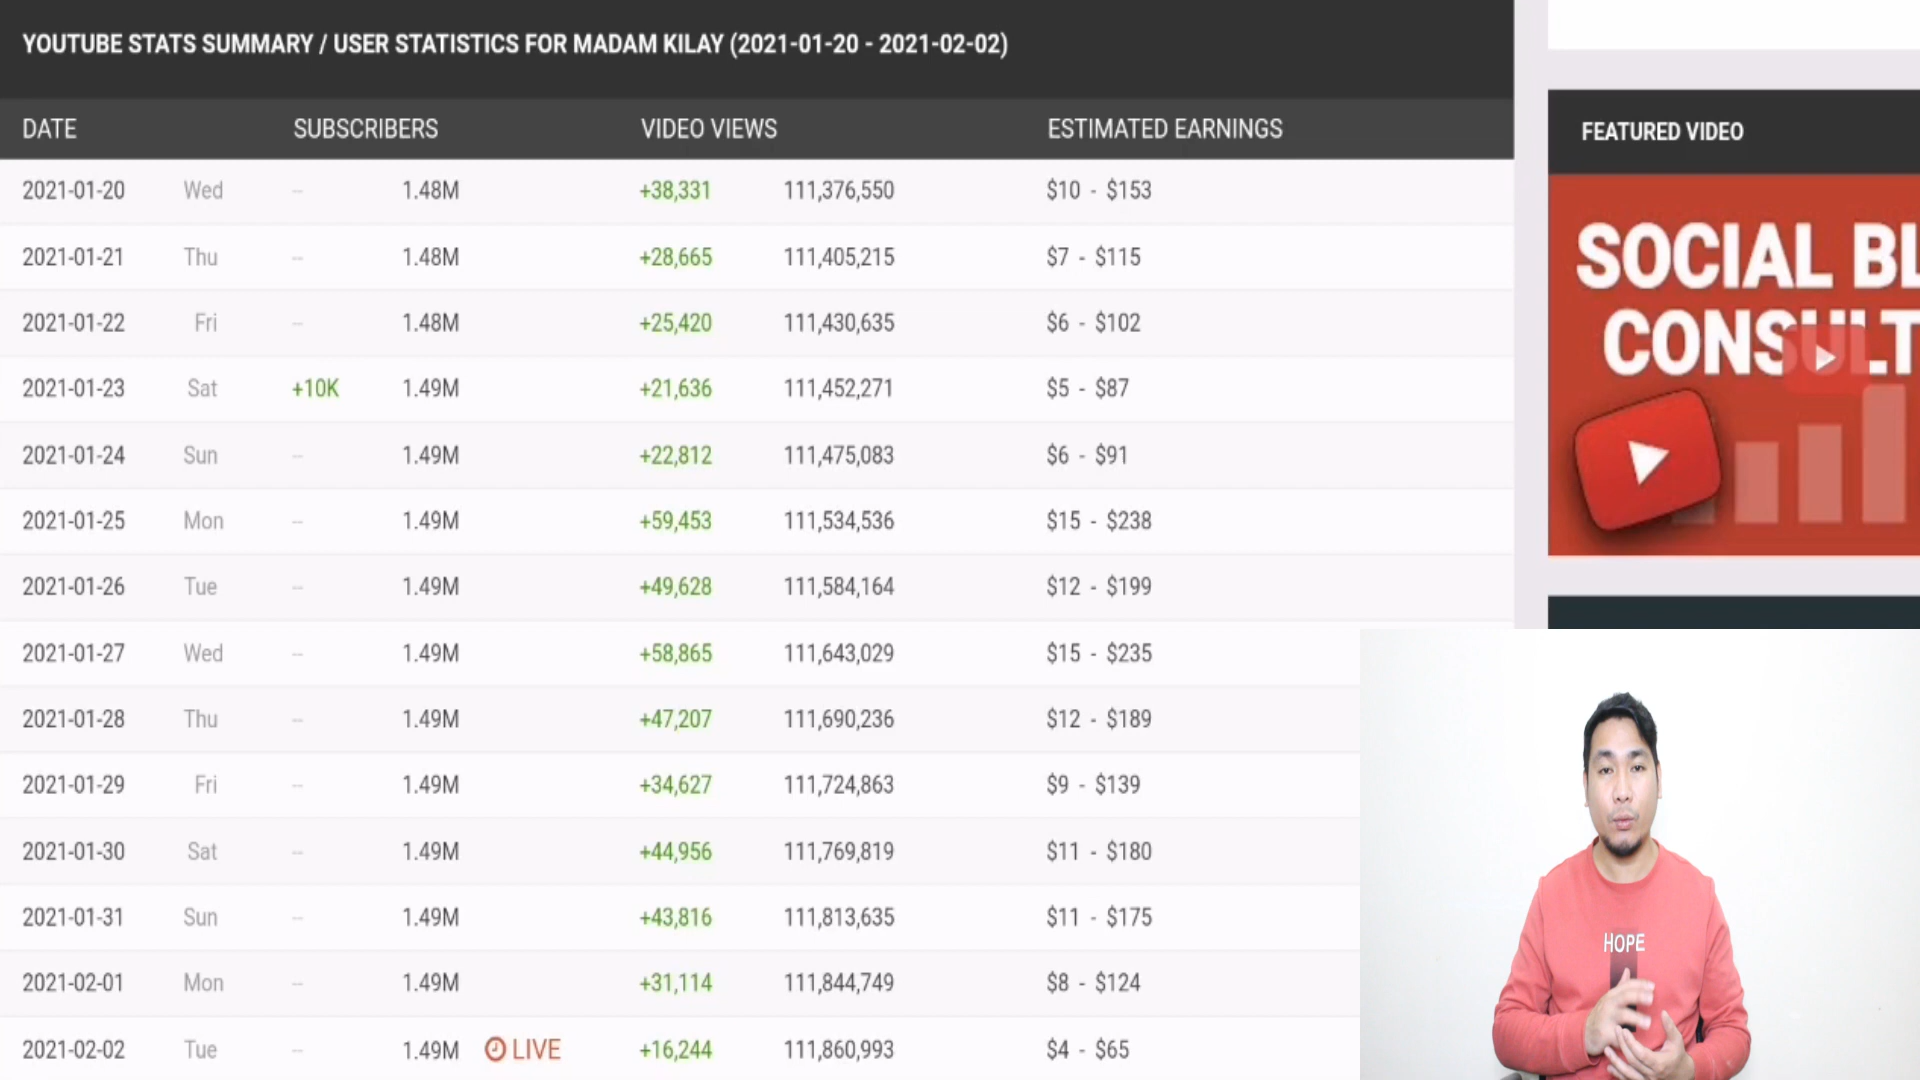 YOUTUBE STATS SUMMARY / USER STATISTICS FOR MADAM KILAY (2021-01-20 - 2021-02-02)
DATE SUBSCRIBERS VIDEO VIEWS ESTIMATED EARNINGS
2021-01-20 Wed -- 1.48M +38,331 111,376,550 $10 - $153
2021-01-21 Thu -- 1.48M +28,665 111,405,215 $7 - $115
2021-01-22 Fri -- 1.48M +25,420 111,430,635 $6 - $102
2021-01-23 Sat +10K 1.49M +21,636 111,452,271 $5 - $87
2021-01-24 Sun -- 1.49M +22,812 111,475,083 $6 - $91
2021-01-25 Mon -- 1.49M +59,453 111,534,536 $15 - $238
2021-01-26 Tue -- 1.49M +49,628 111,584,164 $12 - $199
2021-01-27 Wed -- 1.49M +58,865 111,643,029 $15 - $235
2021-01-28 Thu -- 1.49M +47,207 111,690,236 $12 - $189
2021-01-29 Fri -- 1.49M +34,627 111,724,863 $9 - $139
2021-01-30 Sat -- 1.49M +44,956 111,769,819 $11 - $180
2021-01-31 Sun -- 1.49M +43,816 111,813,635 $11 - $175
2021-02-01 Mon -- 1.49M +31,114 111,844,749 $8 - $124
2021-02-02 Tue -- 1.49M LIVE +16,244 111,860,993 $4 - $65
FEATURED VIDEO
SOCIAL BL
CONSULT
HOPE